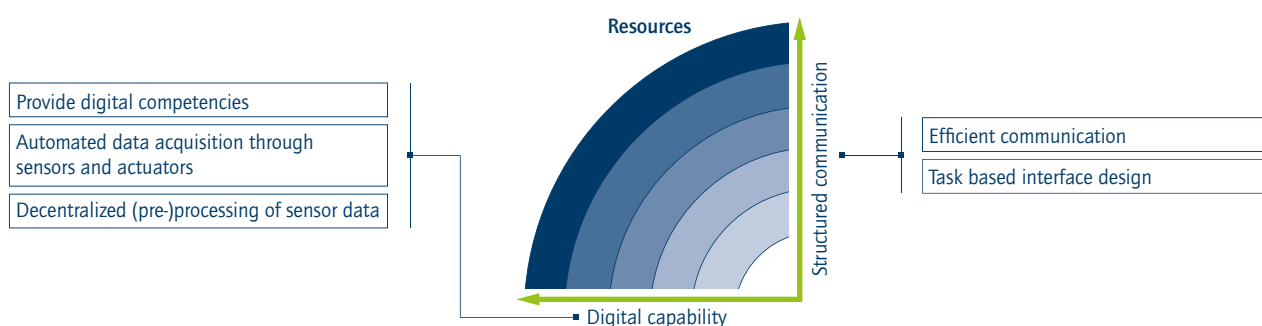 Resources
Provide digital competencies
Automated data acquisition through
sensors and actuators
Decentralized (pre-)processing of sensor data
Structured communication
Efficient communication
Task based interface design
Digital capability